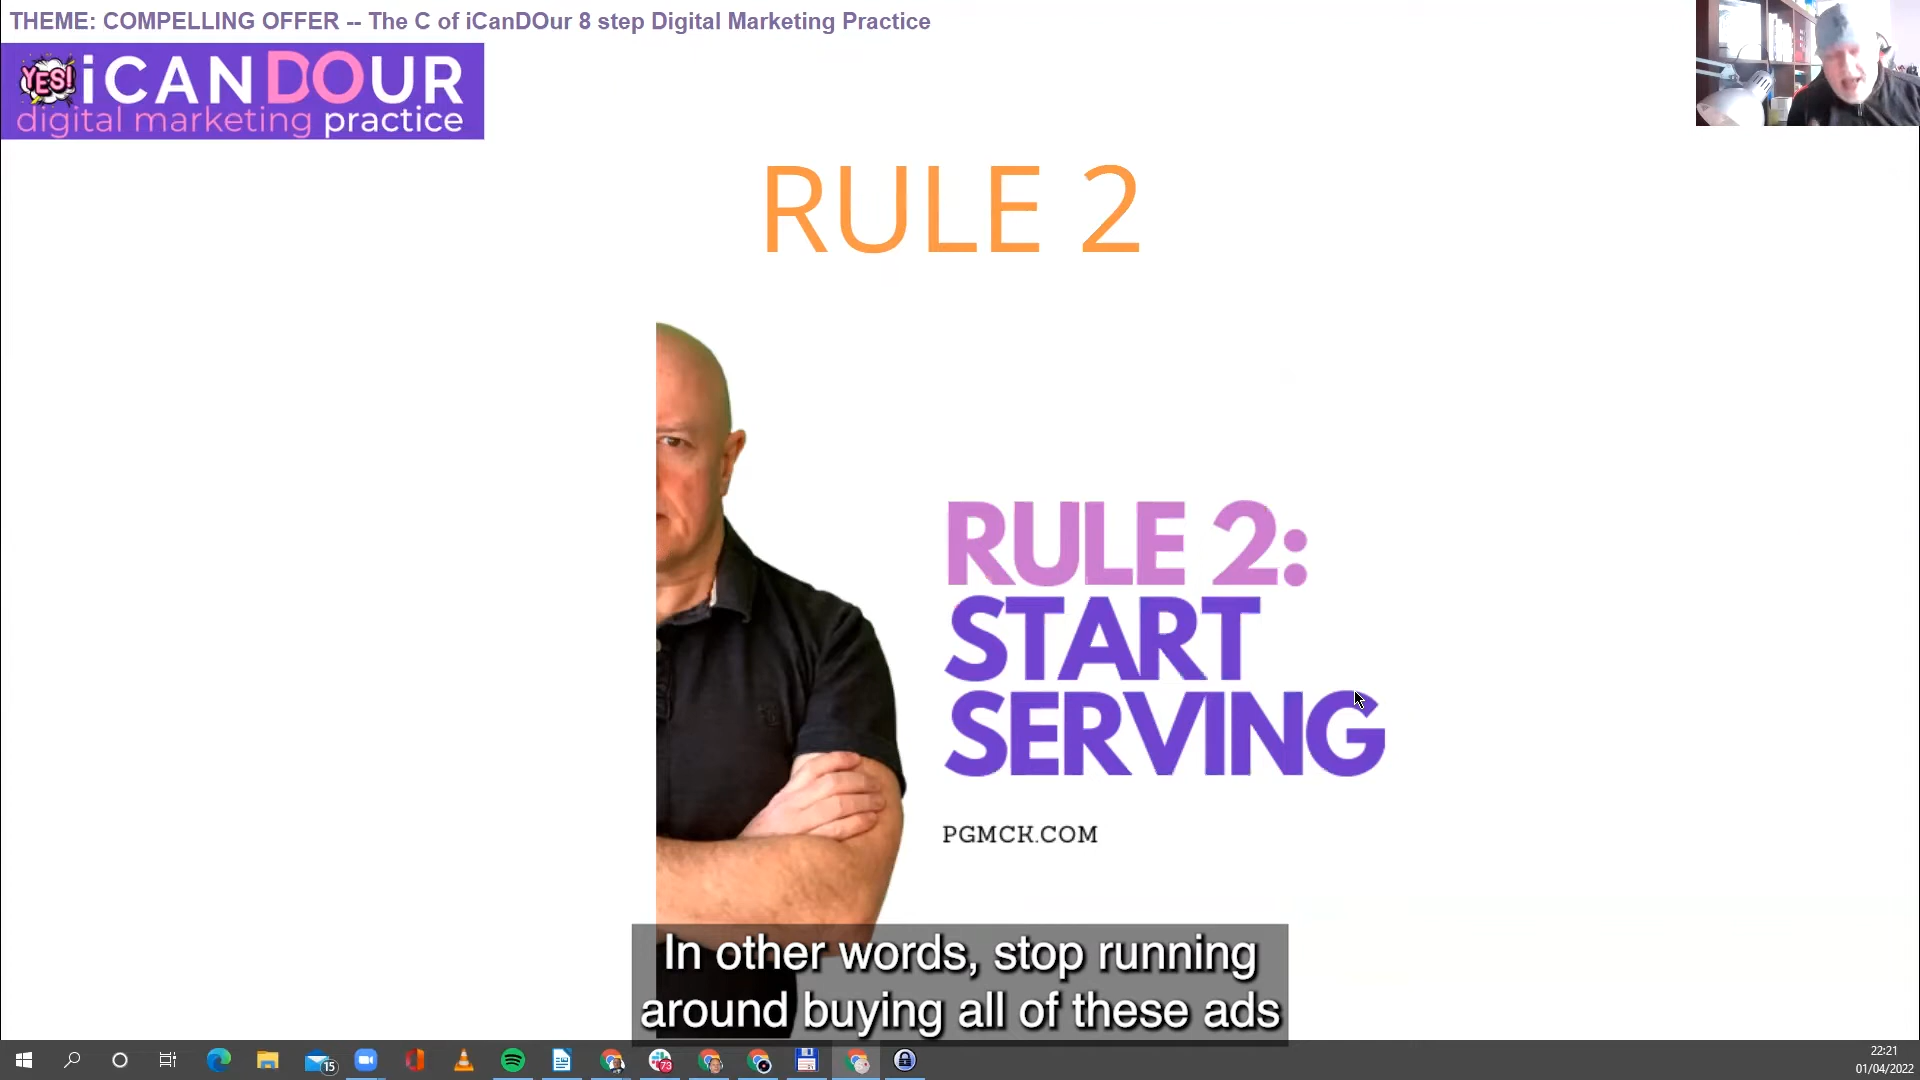 THEME: COMPELLING OFFER -- The C of iCanDOur 8 step Digital Marketing Practice
YES! iCANDOUR
digital marketing practice
RULE 2
RULE 2:
START
SERVING
PGMCK.COM
In other words, stop running
around buying all of these ads
15
73
22:21
01/04/2022